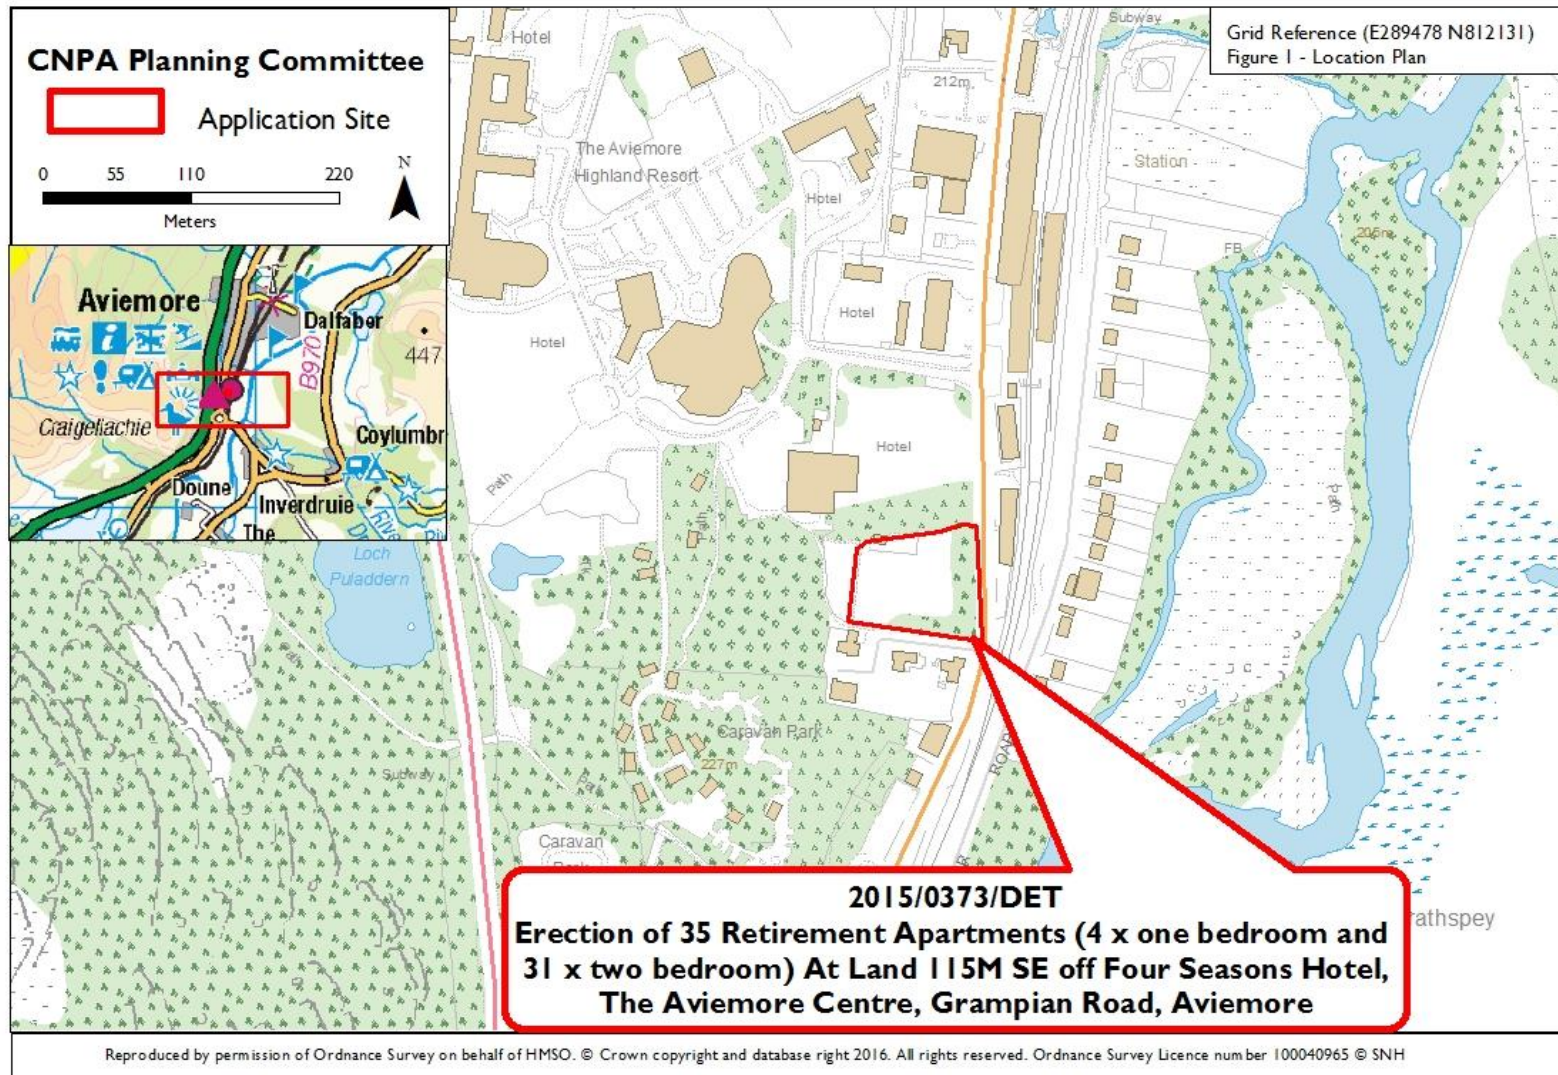 CNPA Planning Committee
Application Site
0 55 110 220
Meters
N
Grid Reference (E289478 N812131)
Figure 1 - Location Plan
Aviemore
Dalfaber
B970
447
Craigellachie
Coylumbr
Doune
Inverdruie
The
Hotel
Subway
212m
The Aviemore
Highland Resort
Station
Hotel
205m
FB
Hotel
Hotel
Hotel
Path
Path
Path
Loch
Puladdern
Path
Caravan Park
227m
ROAD
Subway
Path
Caravan
2015/0373/DET
Erection of 35 Retirement Apartments (4 x one bedroom and
31 x two bedroom) At Land 115M SE off Four Seasons Hotel,
The Aviemore Centre, Grampian Road, Aviemore
rathspey
Reproduced by permission of Ordnance Survey on behalf of HMSO. © Crown copyright and database right 2016. All rights reserved. Ordnance Survey Licence number 100040965 © SNH